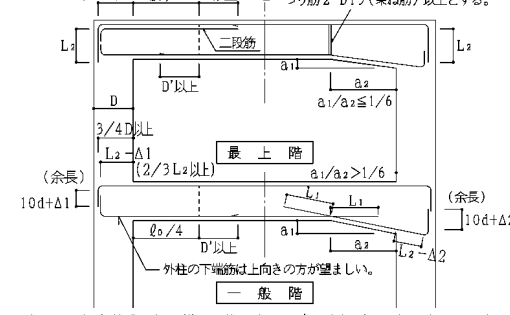 つり筋2-D13(束ね筋)以上とする。
L₂
二段筋
L₂
a₁
D'以上
a₂
a₁/a₂≦1/6
D
3/4D以上
L₂-Δ1
(2/3L₂以上)
最上階
a₁/a₂>1/6
(余長)
10d+Δ1
L₁
L₁
(余長)
10d+Δ2
ℓ₀/4
D'以上
a₁
a₂
L₂-Δ2
外柱の下端筋は上向きの方が望ましい。
一般階